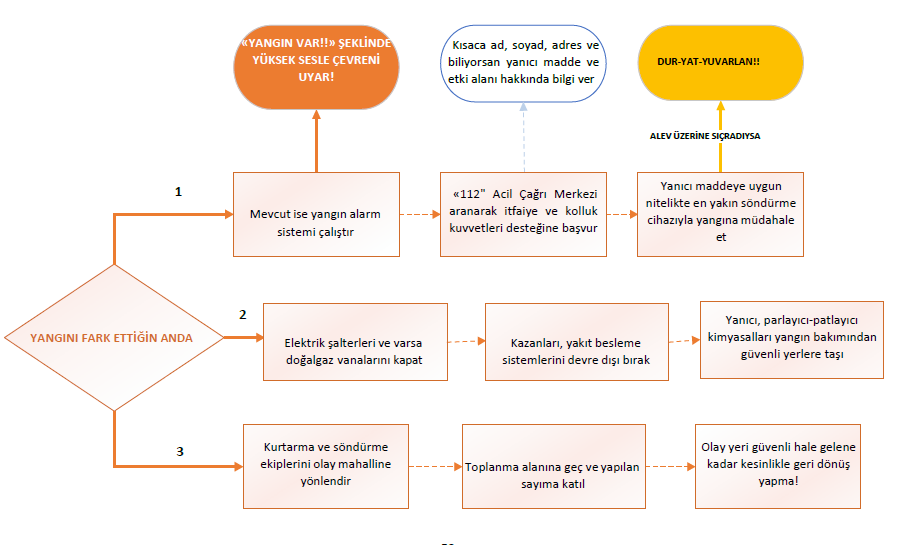 «YANGIN VAR!!» ŞEKLİNDE
YÜKSEK SESLE ÇEVRENİ
UYAR!
Kısaca ad, soyad, adres ve
biliyorsan yanıcı madde ve
etki alanı hakkında bilgi ver
DUR-YAT-YUVARLAN!!
ALEV ÜZERİNE SIÇRADIYSA
1
Mevcut ise yangın alarm
sistemi çalıştır
«112" Acil Çağrı Merkezi
aranarak itfaiye ve kolluk
kuvvetleri desteğine başvur
Yanıcı maddeye uygun
nitelikte en yakın söndürme
cihazıyla yangına müdahale
et
YANGINI FARK ETTİĞİN ANDA
2
Elektrik şalterleri ve varsa
doğalgaz vanalarını kapat
Kazanları, yakıt besleme
sistemlerini devre dışı bırak
Yanıcı, parlayıcı-patlayıcı
kimyasalları yangın bakımından
güvenli yerlere taşı
3
Kurtarma ve söndürme
ekiplerini olay mahalline
yönlendir
Toplanma alanına geç ve yapılan
sayıma katıl
Olay yeri güvenli hale gelene
kadar kesinlikle geri dönüş
yapma!